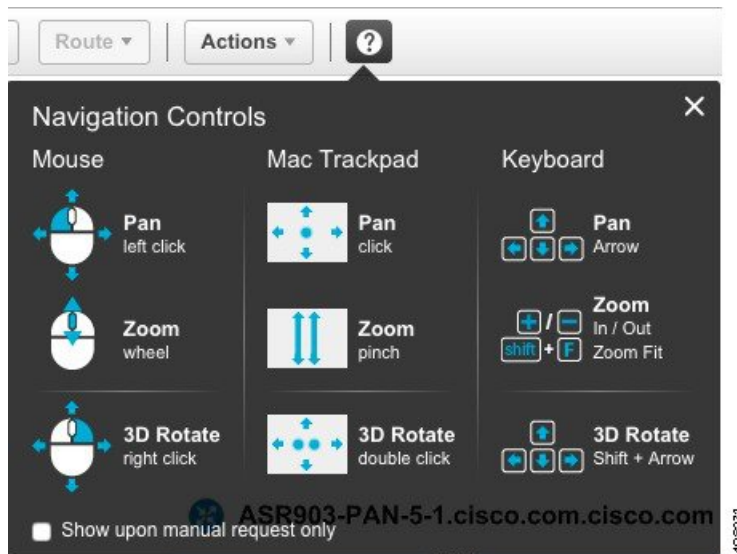 Route
Actions
?
Navigation Controls
Mouse
Mac Trackpad
Keyboard
Pan
left click
Pan
click
Pan
Arrow
Zoom
wheel
Zoom
pinch
+ / -
shift + F
Zoom
In / Out
Zoom Fit
3D Rotate
right click
3D Rotate
double click
3D Rotate
Shift + Arrow
ASR903-PAN-5-1.cisco.com.cisco.com
Show upon manual request only